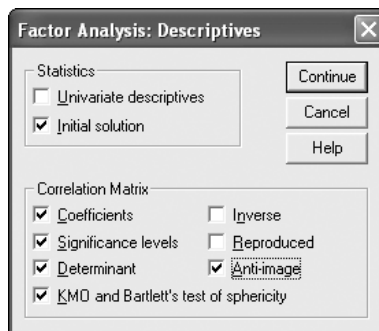 Factor Analysis: Descriptives
Statistics
Univariate descriptives
Initial solution
Continue
Cancel
Help
Correlation Matrix
Coefficients
Inverse
Significance levels
Reproduced
Determinant
Anti-image
KMO and Bartlett's test of sphericity